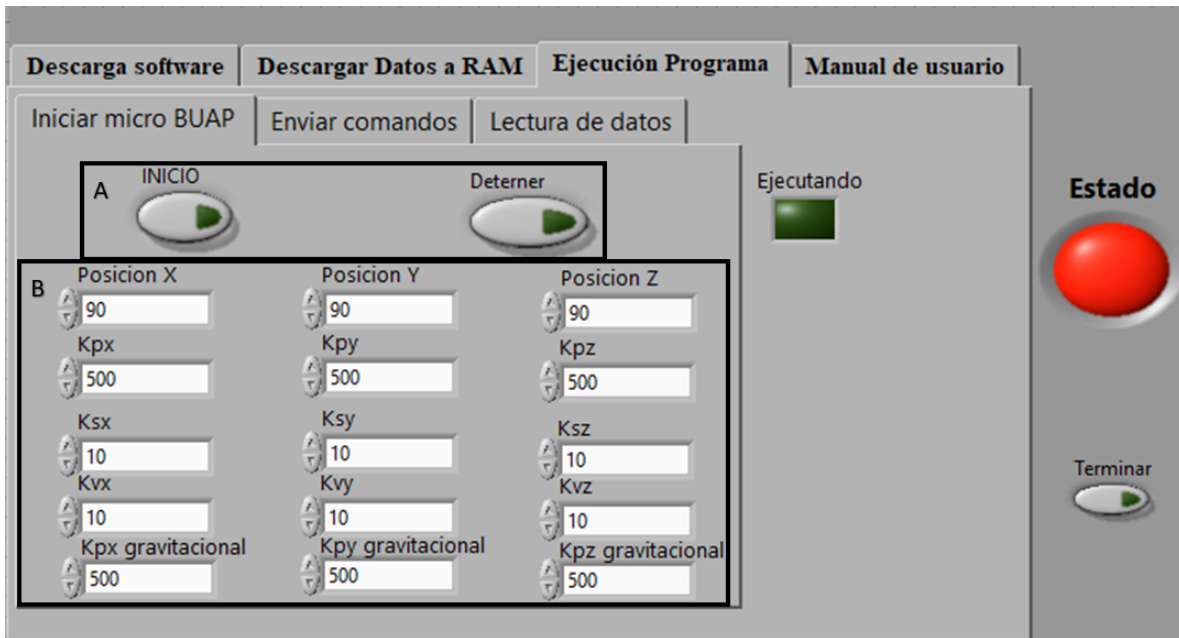 Descarga software
Descargar Datos a RAM
Ejecución Programa
Manual de usuario
Iniciar micro BUAP
Enviar comandos
Lectura de datos
A
INICIO
Deterner
Ejecutando
Estado
B
Posicion X
Posicion Y
Posicion Z
90
90
90
Kpx
Kpy
Kpz
500
500
500
Ksx
Ksy
Ksz
10
10
10
Kvx
Kvy
Kvz
10
10
10
Kpx gravitacional
Kpy gravitacional
Kpz gravitacional
500
500
500
Terminar